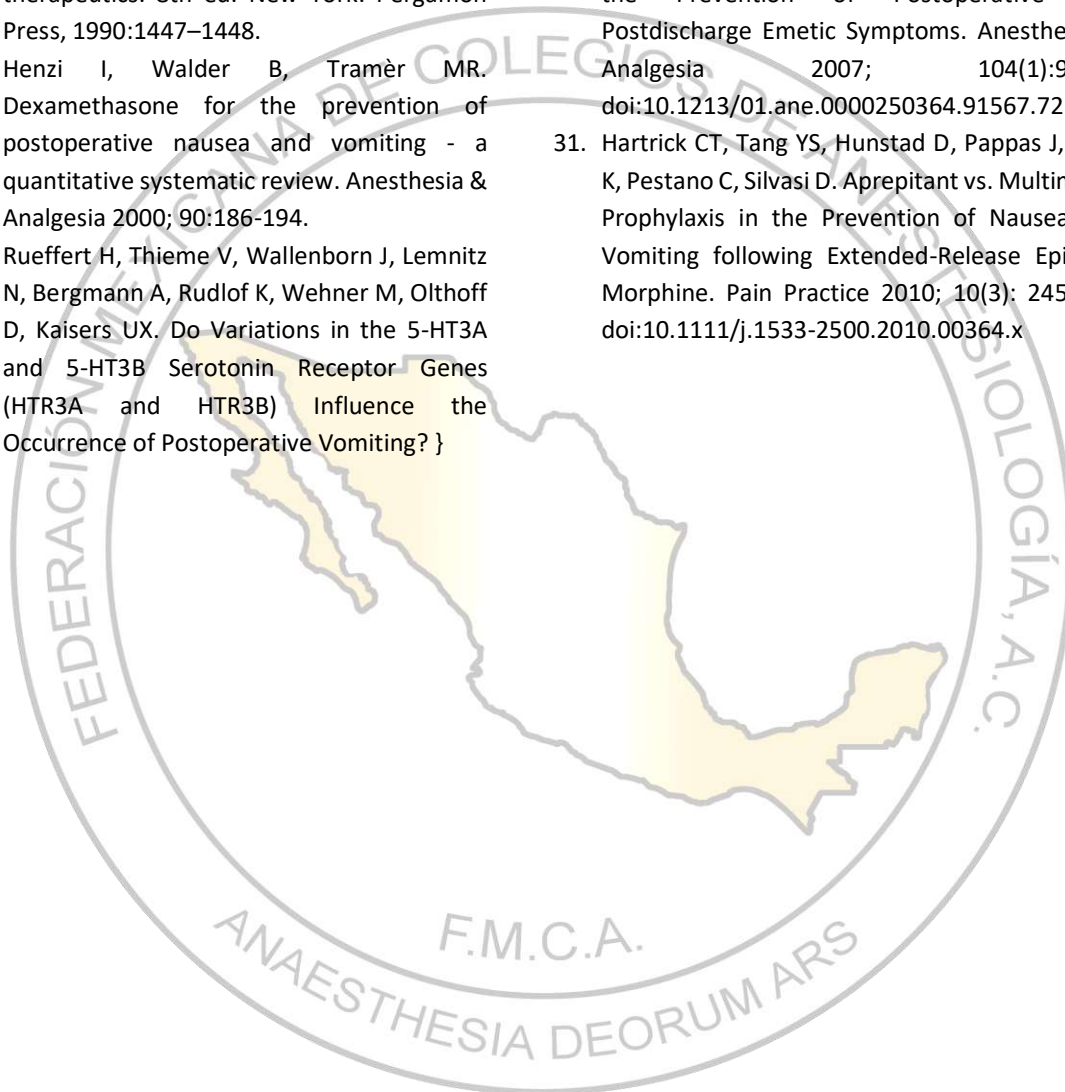 therapeutics. 8th ed. New York: Pergamon
Press, 1990:1447–1448.
Henzi I, Walder B, Tramèr MR.
Dexamethasone for the prevention of
postoperative nausea and vomiting - a
quantitative systematic review. Anesthesia &
Analgesia 2000; 90:186-194.
Rueffert H, Thieme V, Wallenborn J, Lemnitz
N, Bergmann A, Rudlof K, Wehner M, Olthoff
D, Kaisers UX. Do Variations in the 5-HT3A
and 5-HT3B Serotonin Receptor Genes
(HTR3A and HTR3B) Influence the
Occurrence of Postoperative Vomiting? }
the Prevention of Postoperative
Postdischarge Emetic Symptoms.
Analgesia 2007;
doi:10.1213/01.ane.0000250364.91567.72
31. Hartrick CT, Tang YS, Hunstad D, Pappas J,
K, Pestano C, Silvasi D. Aprepitant vs.
Prophylaxis in the Prevention of Nausea
Vomiting following Extended-Release
Morphine. Pain Practice 2010; 10(3): 245
doi:10.1111/j.1533-2500.2010.00364.x
FEDERACIÓN MEXICANA DE COLEGIOS DE ANESTESIOLOGÍA, A.C.
F.M.C.A.
ANAESTHESIA DEORUM ARS